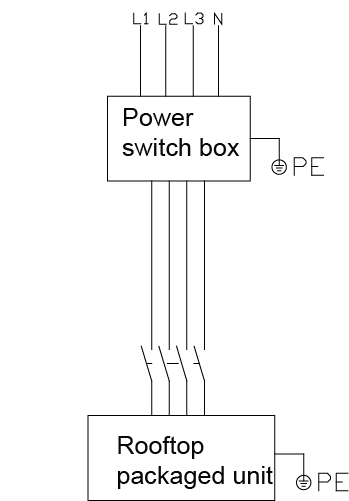 L1 L2 L3 N
Power
switch box
PE
Rooftop
packaged unit
PE